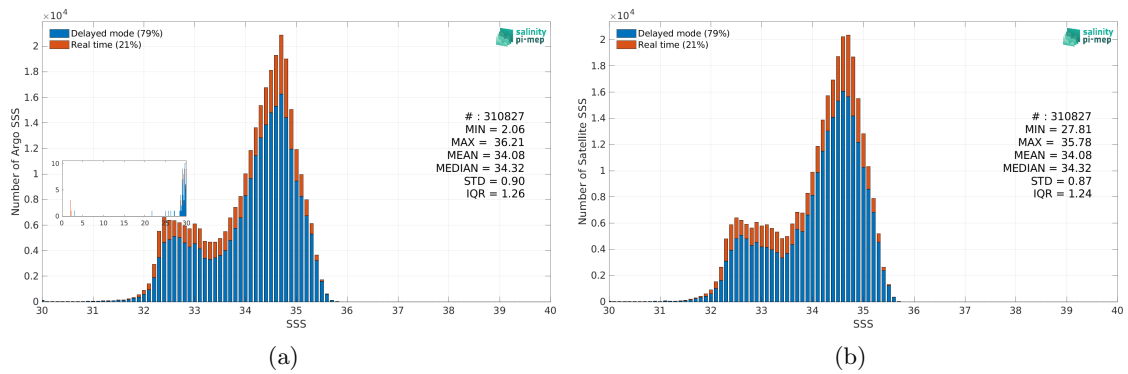 ×10⁴
Delayed mode (79%)
Real time (21%)
salinity
pi-mep
# : 310827
MIN = 2.06
MAX = 36.21
MEAN = 34.08
MEDIAN = 34.32
STD = 0.90
IQR = 1.26
Number of Argo SSS
2
1.8
1.6
1.4
1.2
1
0.8
0.6
0.4
0.2
0
10
5
0
0 5 10 15 20 25 30
30 31 32 33 34 35 36 37 38 39 40
SSS
(a)
×10⁴
Delayed mode (79%)
Real time (21%)
salinity
pi-mep
# : 310827
MIN = 27.81
MAX = 35.78
MEAN = 34.08
MEDIAN = 34.32
STD = 0.87
IQR = 1.24
Number of Satellite SSS
2
1.8
1.6
1.4
1.2
1
0.8
0.6
0.4
0.2
0
30 31 32 33 34 35 36 37 38 39 40
SSS
(b)